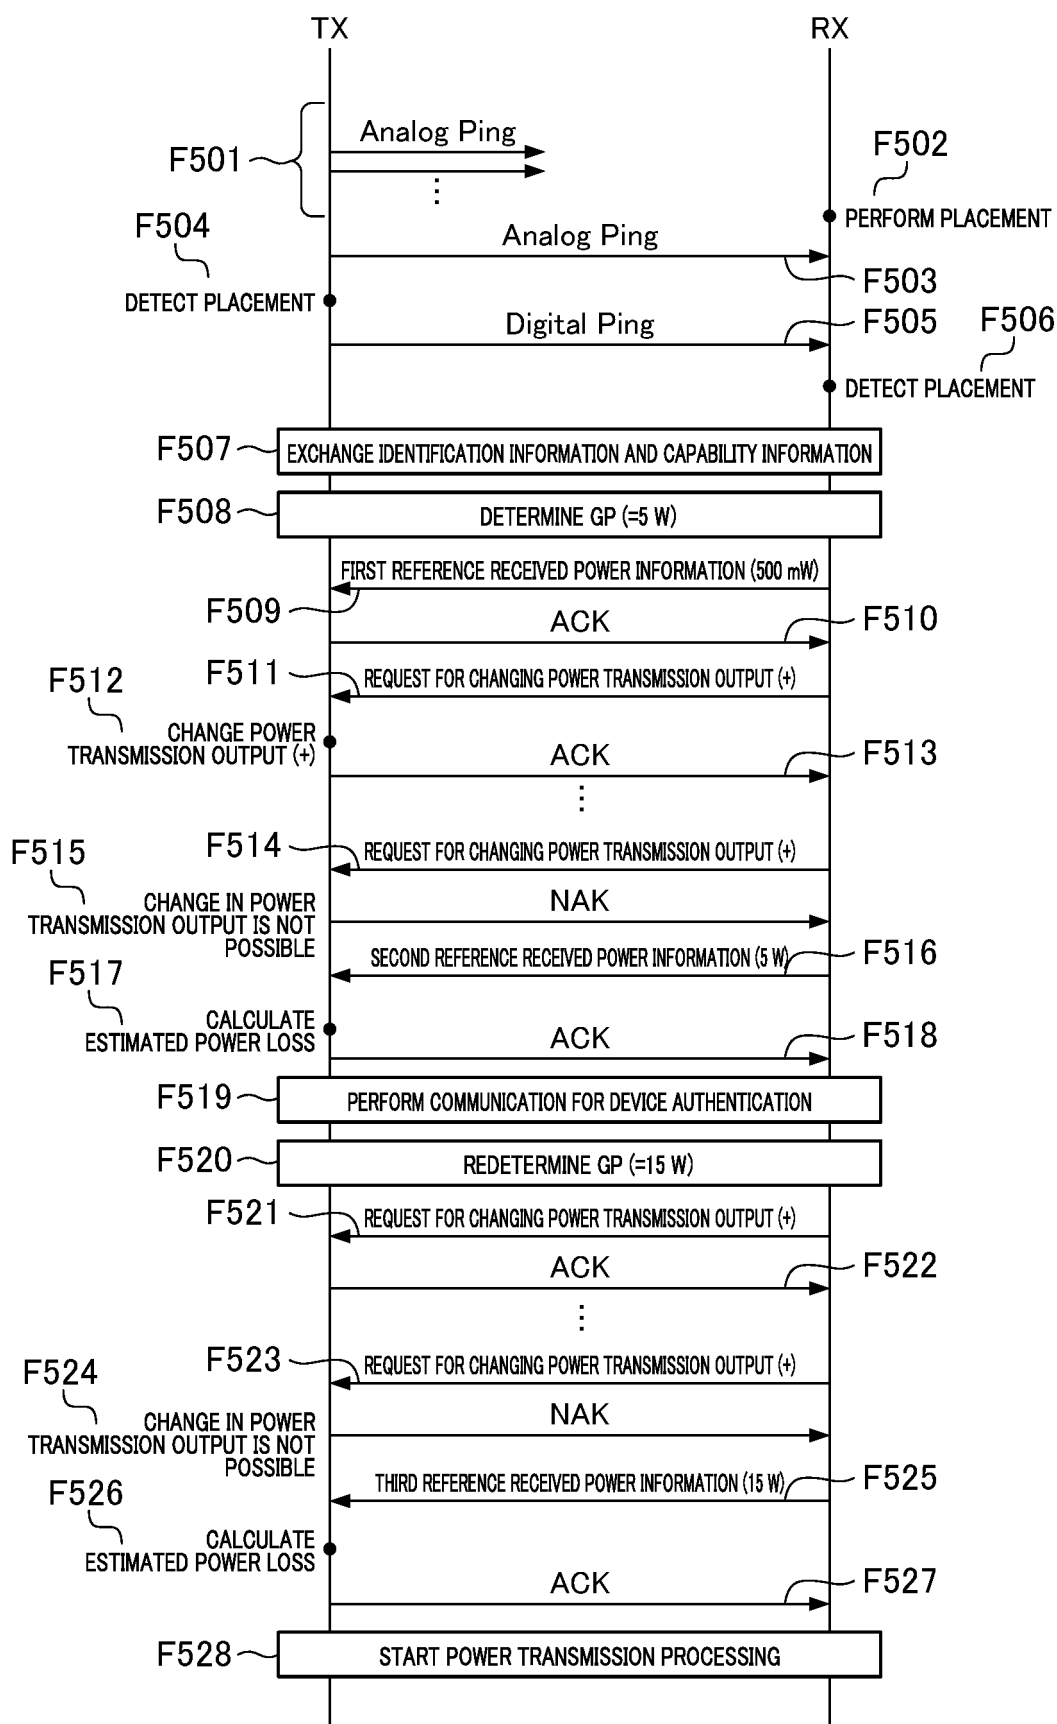 TX
RX
F501
Analog Ping
F502
PERFORM PLACEMENT
F504
Analog Ping
F503
DETECT PLACEMENT
Digital Ping
F505
F506
DETECT PLACEMENT
F507
EXCHANGE IDENTIFICATION INFORMATION AND CAPABILITY INFORMATION
F508
DETERMINE GP (=5 W)
FIRST REFERENCE RECEIVED POWER INFORMATION (500 mW)
F509
ACK
F510
F511
REQUEST FOR CHANGING POWER TRANSMISSION OUTPUT (+)
F512
CHANGE POWER
TRANSMISSION OUTPUT (+)
ACK
F513
F514
REQUEST FOR CHANGING POWER TRANSMISSION OUTPUT (+)
F515
CHANGE IN POWER
TRANSMISSION OUTPUT IS NOT
POSSIBLE
NAK
SECOND REFERENCE RECEIVED POWER INFORMATION (5 W)
F516
F517
CALCULATE
ESTIMATED POWER LOSS
ACK
F518
F519
PERFORM COMMUNICATION FOR DEVICE AUTHENTICATION
F520
REDETERMINE GP (=15 W)
F521
REQUEST FOR CHANGING POWER TRANSMISSION OUTPUT (+)
ACK
F522
F523
REQUEST FOR CHANGING POWER TRANSMISSION OUTPUT (+)
F524
CHANGE IN POWER
TRANSMISSION OUTPUT IS NOT
POSSIBLE
NAK
THIRD REFERENCE RECEIVED POWER INFORMATION (15 W)
F525
F526
CALCULATE
ESTIMATED POWER LOSS
ACK
F527
F528
START POWER TRANSMISSION PROCESSING